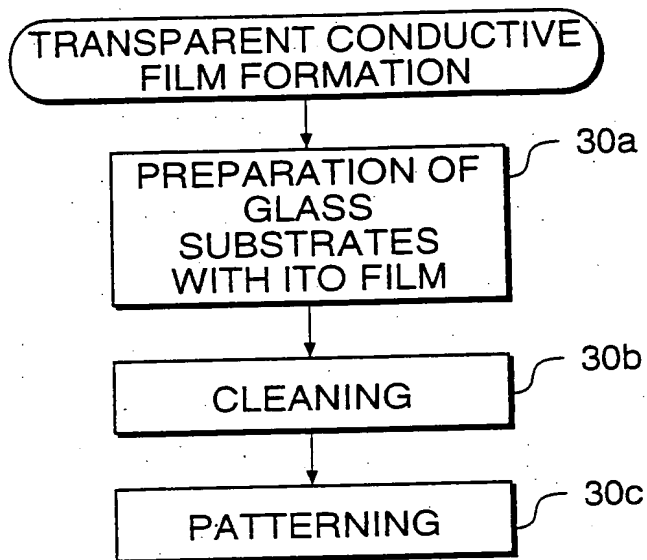 TRANSPARENT CONDUCTIVE
FILM FORMATION
30a
PREPARATION OF
GLASS
SUBSTRATES
WITH ITO FILM
30b
CLEANING
30c
PATTERNING